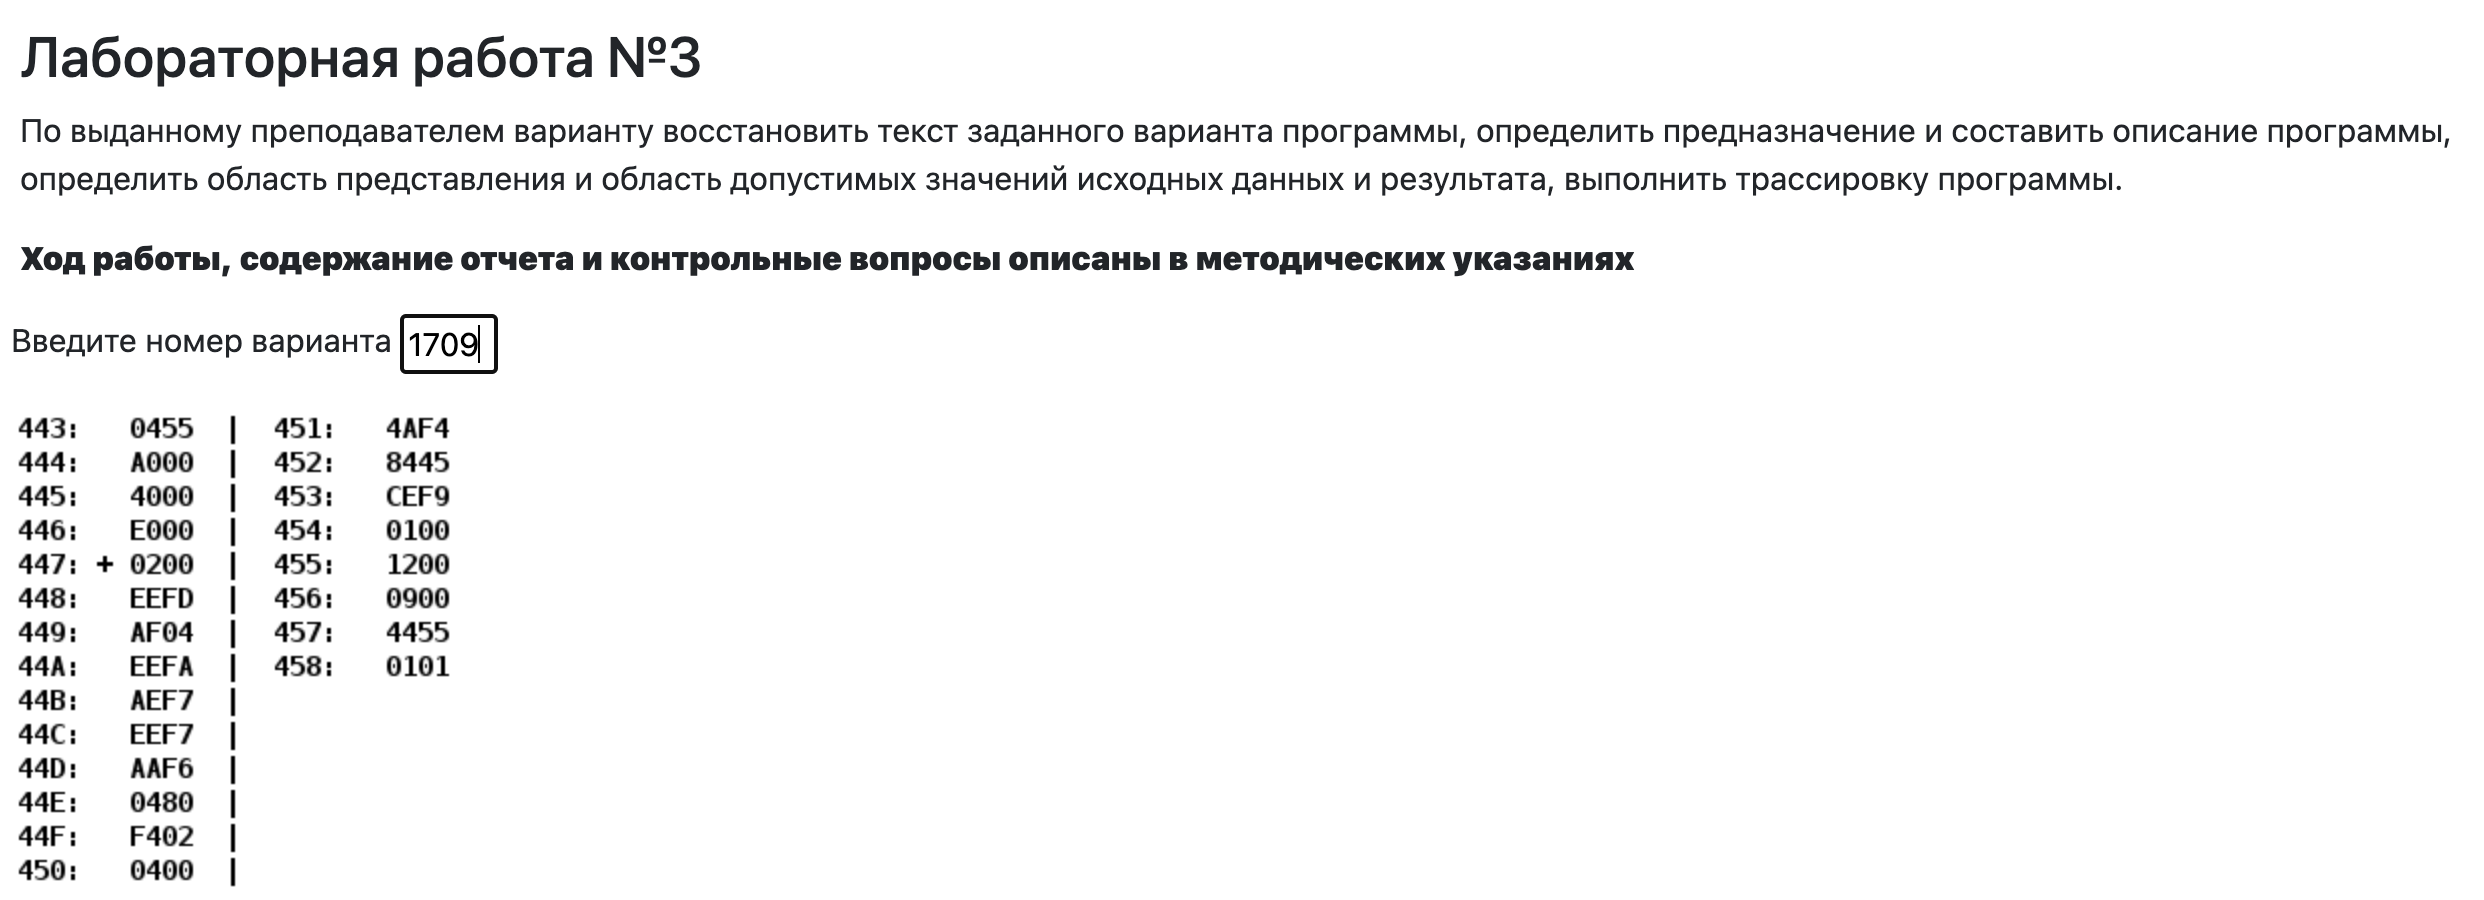 Лабораторная работа №3
По выданному преподавателем варианту восстановить текст заданного варианта программы, определить предназначение и составить описание программы,
определить область представления и область допустимых значений исходных данных и результата, выполнить трассировку программы.
Ход работы, содержание отчета и контрольные вопросы описаны в методических указаниях
Введите номер варианта 1709
443: 0455 | 451: 4AF4
444: A000 | 452: 8445
445: 4000 | 453: CEF9
446: E000 | 454: 0100
447: + 0200 | 455: 1200
448: EEFD | 456: 0900
449: AF04 | 457: 4455
44A: EEFA | 458: 0101
44B: AEF7 |
44C: EEF7 |
44D: AAF6 |
44E: 0480 |
44F: F402 |
450: 0400 |